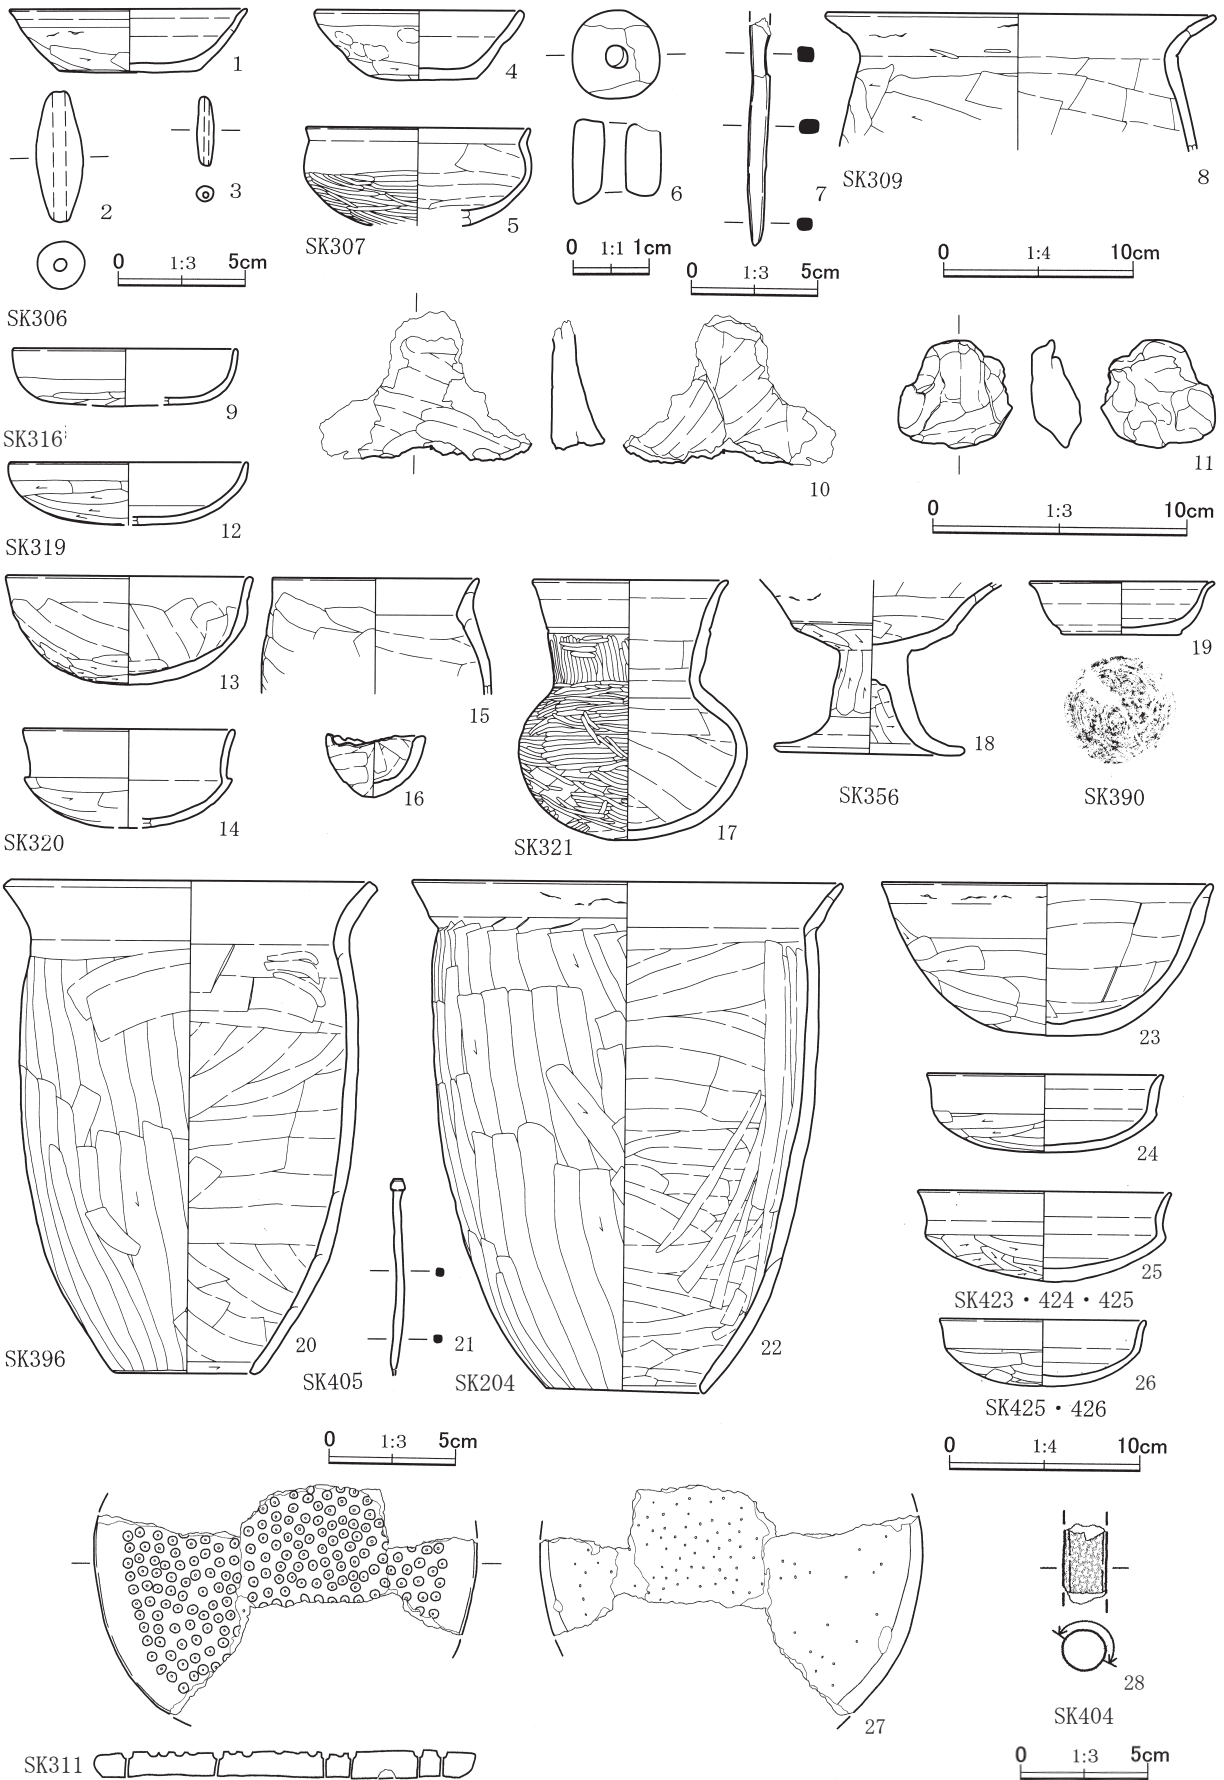 1
4
2
3
5
6
7
8
SK307
SK309
0 1:3 5cm
0 1:1 1cm
0 1:3 5cm
0 1:4 10cm
SK306
9
SK316
10
11
12
SK319
0 1:3 10cm
13
15
17
18
19
14
16
SK320
SK321
SK356
SK390
20
21
22
23
24
25
SK423・424・425
26
SK425・426
SK396
SK405
SK204
0 1:3 5cm
0 1:4 10cm
27
28
SK404
SK311
0 1:3 5cm